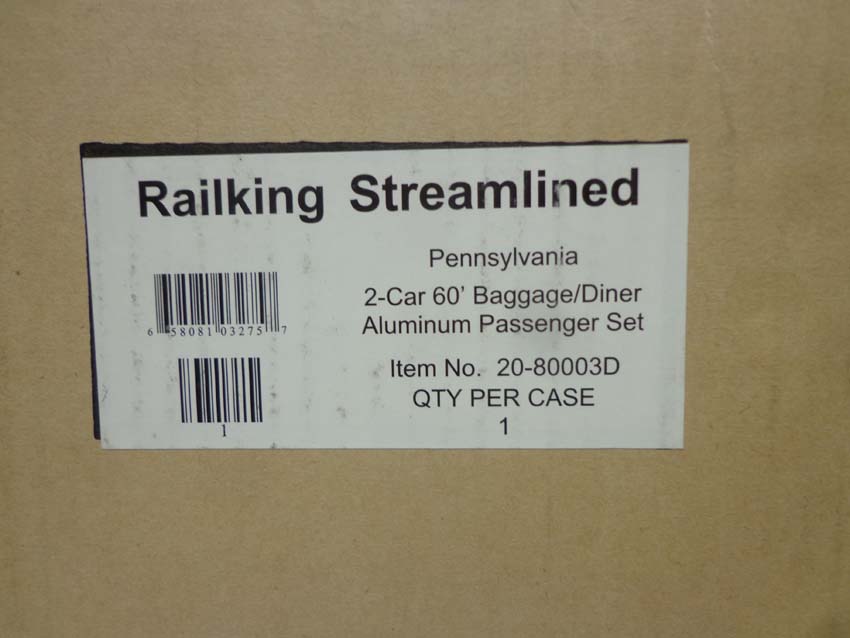 Railking Streamlined
Pennsylvania
2-Car 60' Baggage/Diner
Aluminum Passenger Set
6 58081 03275 7
Item No. 20-80003D
QTY PER CASE
1
1